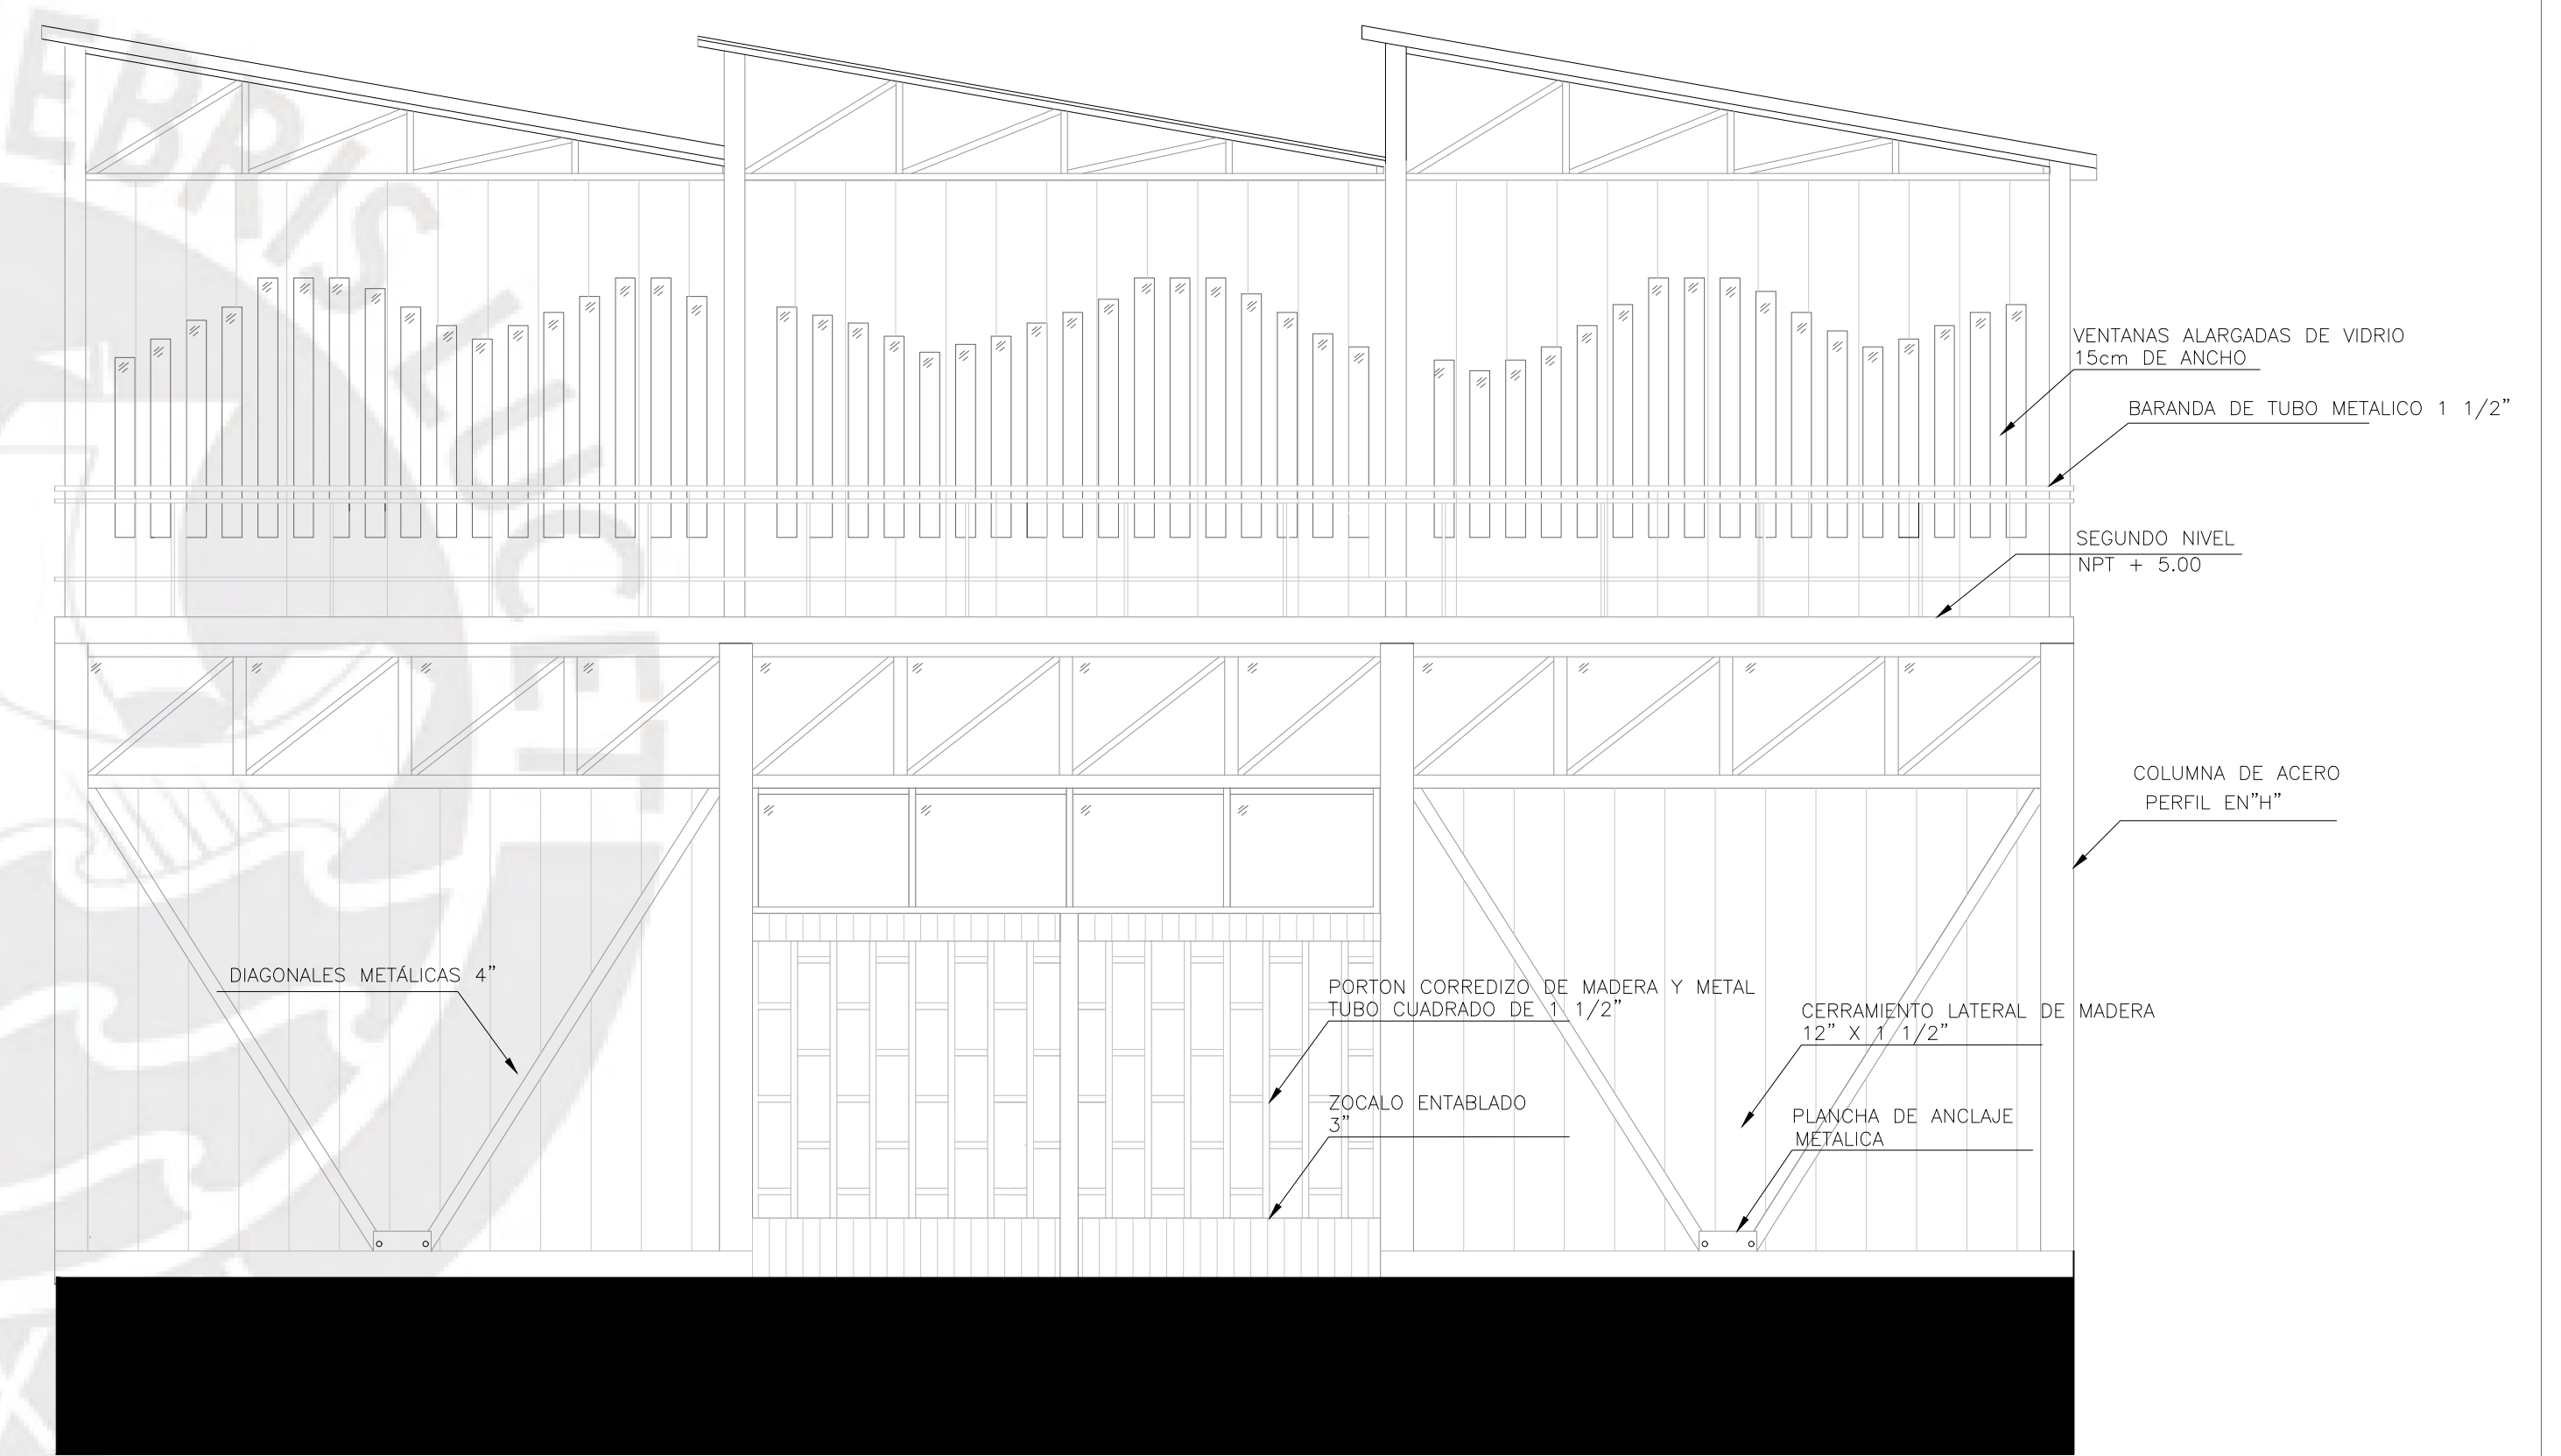 EBRIS LUCET
VENTANAS ALARGADAS DE VIDRIO
15cm DE ANCHO
BARANDA DE TUBO METALICO 1 1/2”
SEGUNDO NIVEL
NPT + 5.00
COLUMNA DE ACERO
PERFIL EN”H”
DIAGONALES METÁLICAS 4”
PORTON CORREDIZO DE MADERA Y METAL
TUBO CUADRADO DE 1 1/2”
CERRAMIENTO LATERAL DE MADERA
12” X 1 1/2”
ZOCALO ENTABLADO
3”
PLANCHA DE ANCLAJE
METALICA